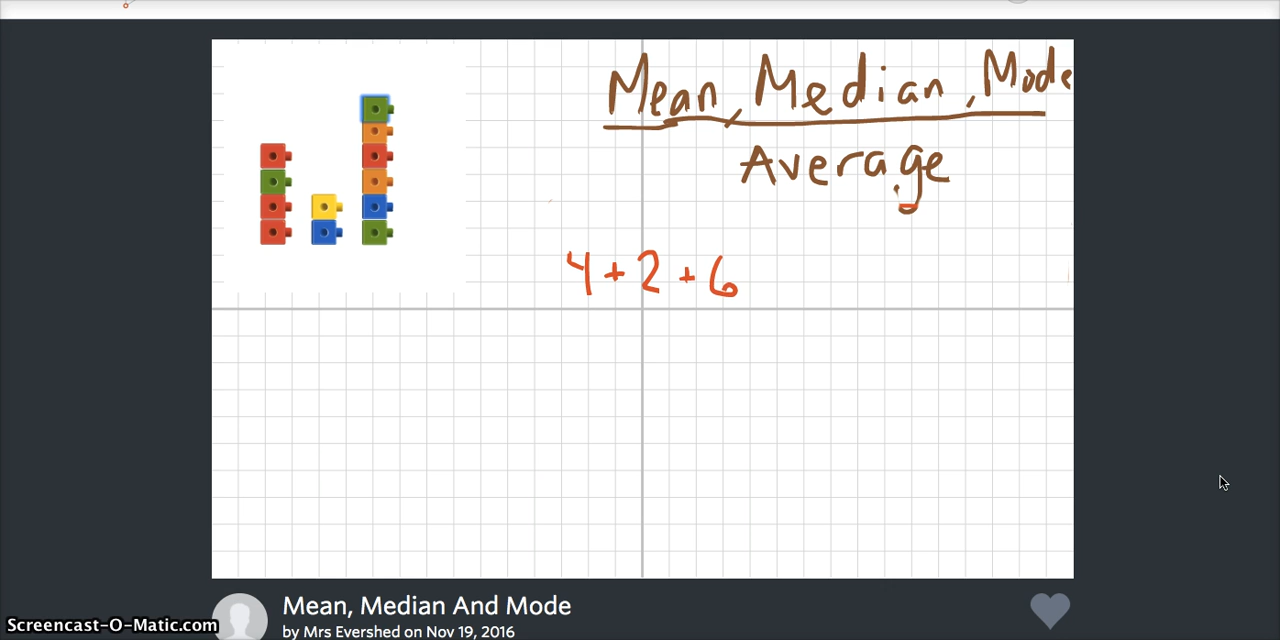 Mean, Median, Mode
Average
4 + 2 + 6
Mean, Median And Mode
by Mrs Evershed on Nov 19, 2016
Screencast-O-Matic.com